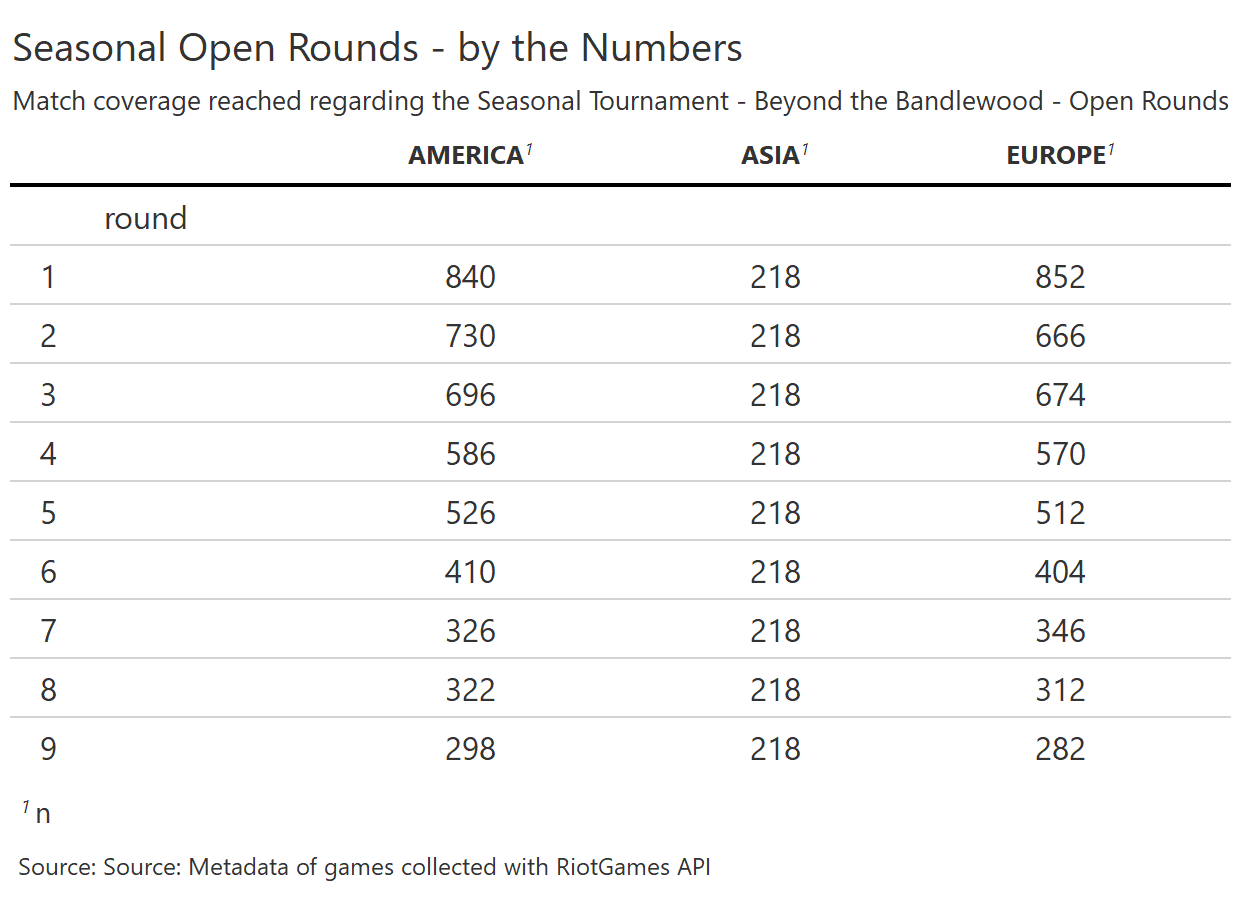 Seasonal Open Rounds - by the Numbers
Match coverage reached regarding the Seasonal Tournament - Beyond the Bandlewood - Open Rounds
AMERICA1 ASIA1 EUROPE1
round
1 840 218 852
2 730 218 666
3 696 218 674
4 586 218 570
5 526 218 512
6 410 218 404
7 326 218 346
8 322 218 312
9 298 218 282
1 n
Source: Source: Metadata of games collected with RiotGames API